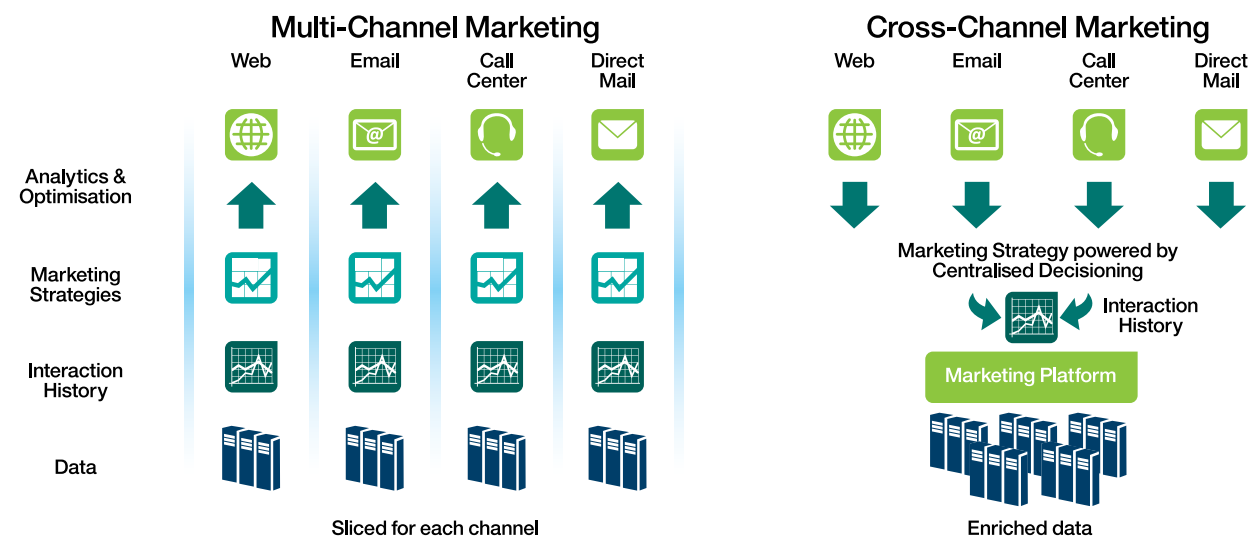 Multi-Channel Marketing
Web
Email
Call
Center
Direct
Mail
Analytics &
Optimisation
Marketing
Strategies
Interaction
History
Data
Sliced for each channel
Cross-Channel Marketing
Web
Email
Call
Center
Direct
Mail
Marketing Strategy powered by
Centralised Decisioning
Interaction
History
Marketing Platform
Enriched data